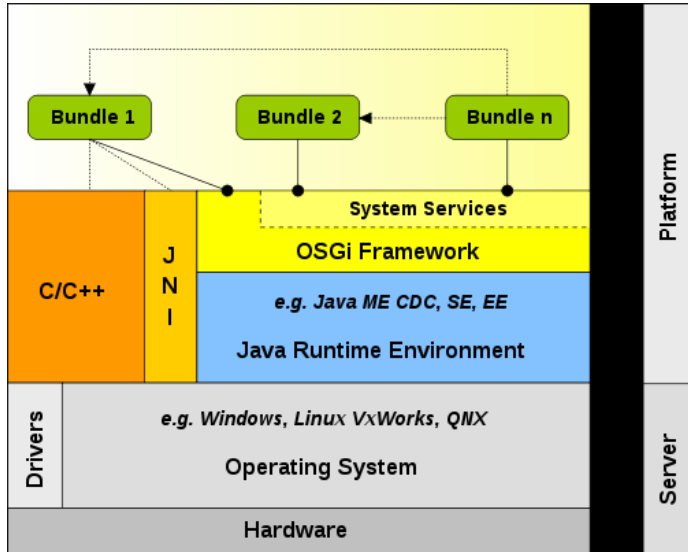 Bundle 1
Bundle 2
Bundle n
System Services
OSGi Framework
C/C++
J
N
I
e.g. Java ME CDC, SE, EE
Java Runtime Environment
Drivers
e.g. Windows, Linux VxWorks, QNX
Operating System
Hardware
Platform
Server